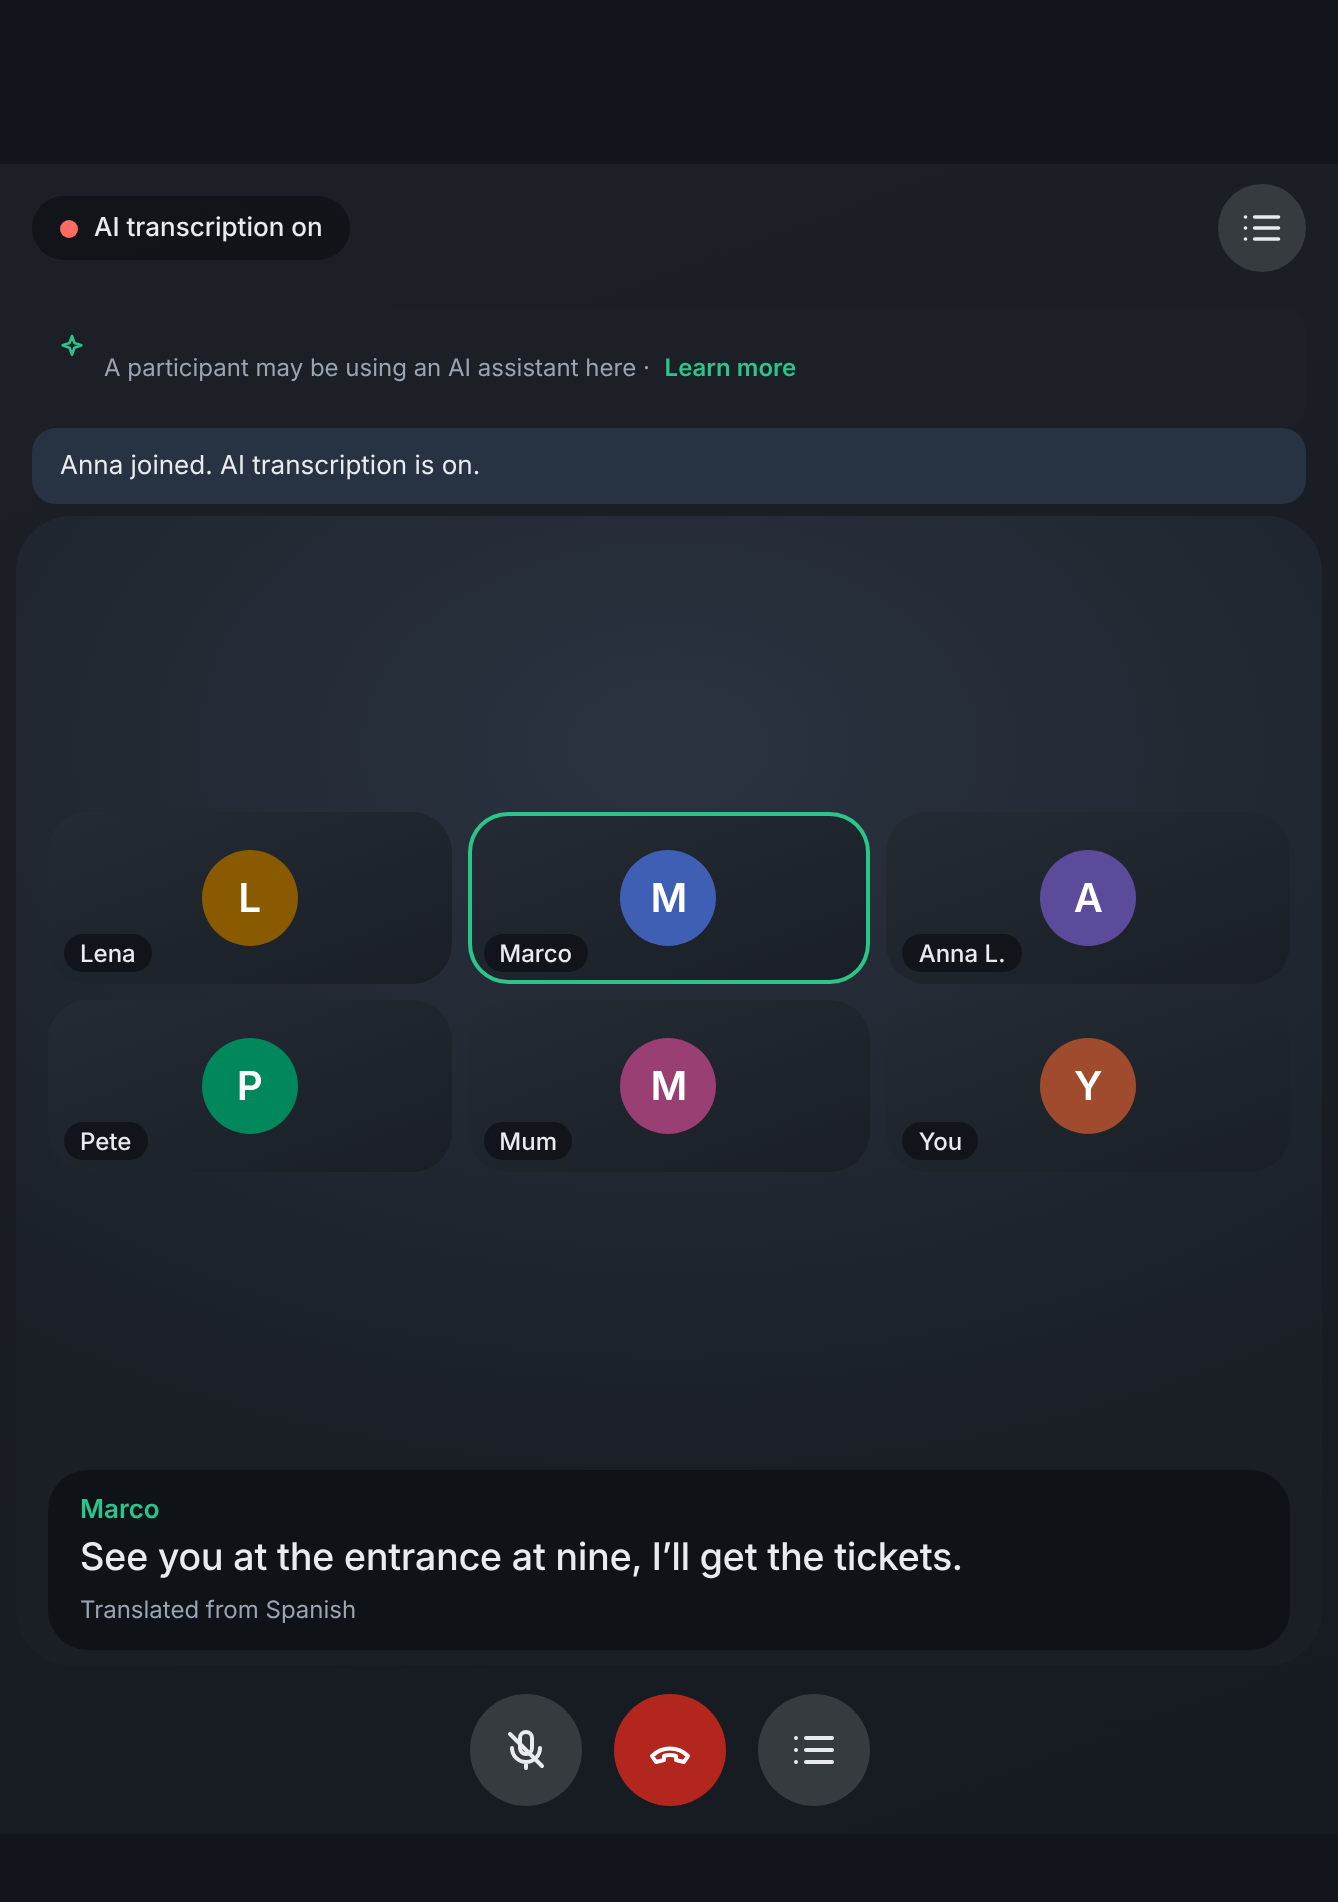 AI transcription on
A participant may be using an AI assistant here · Learn more
Anna joined. AI transcription is on.
L
Lena
M
Marco
A
Anna L.
P
Pete
M
Mum
Y
You
Marco
See you at the entrance at nine, I’ll get the tickets.
Translated from Spanish